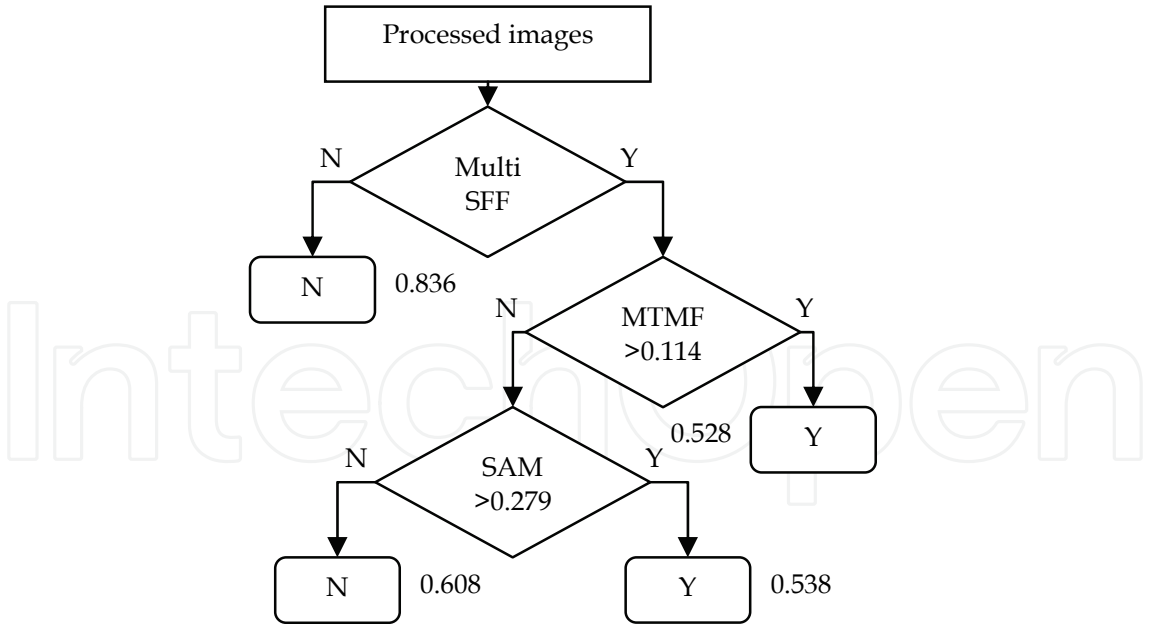 Processed images
N
Y
Multi
SFF
N
0.836
N
Y
MTMF
>0.114
0.528
Y
N
Y
SAM
>0.279
N
0.608
Y
0.538
IntechOpen